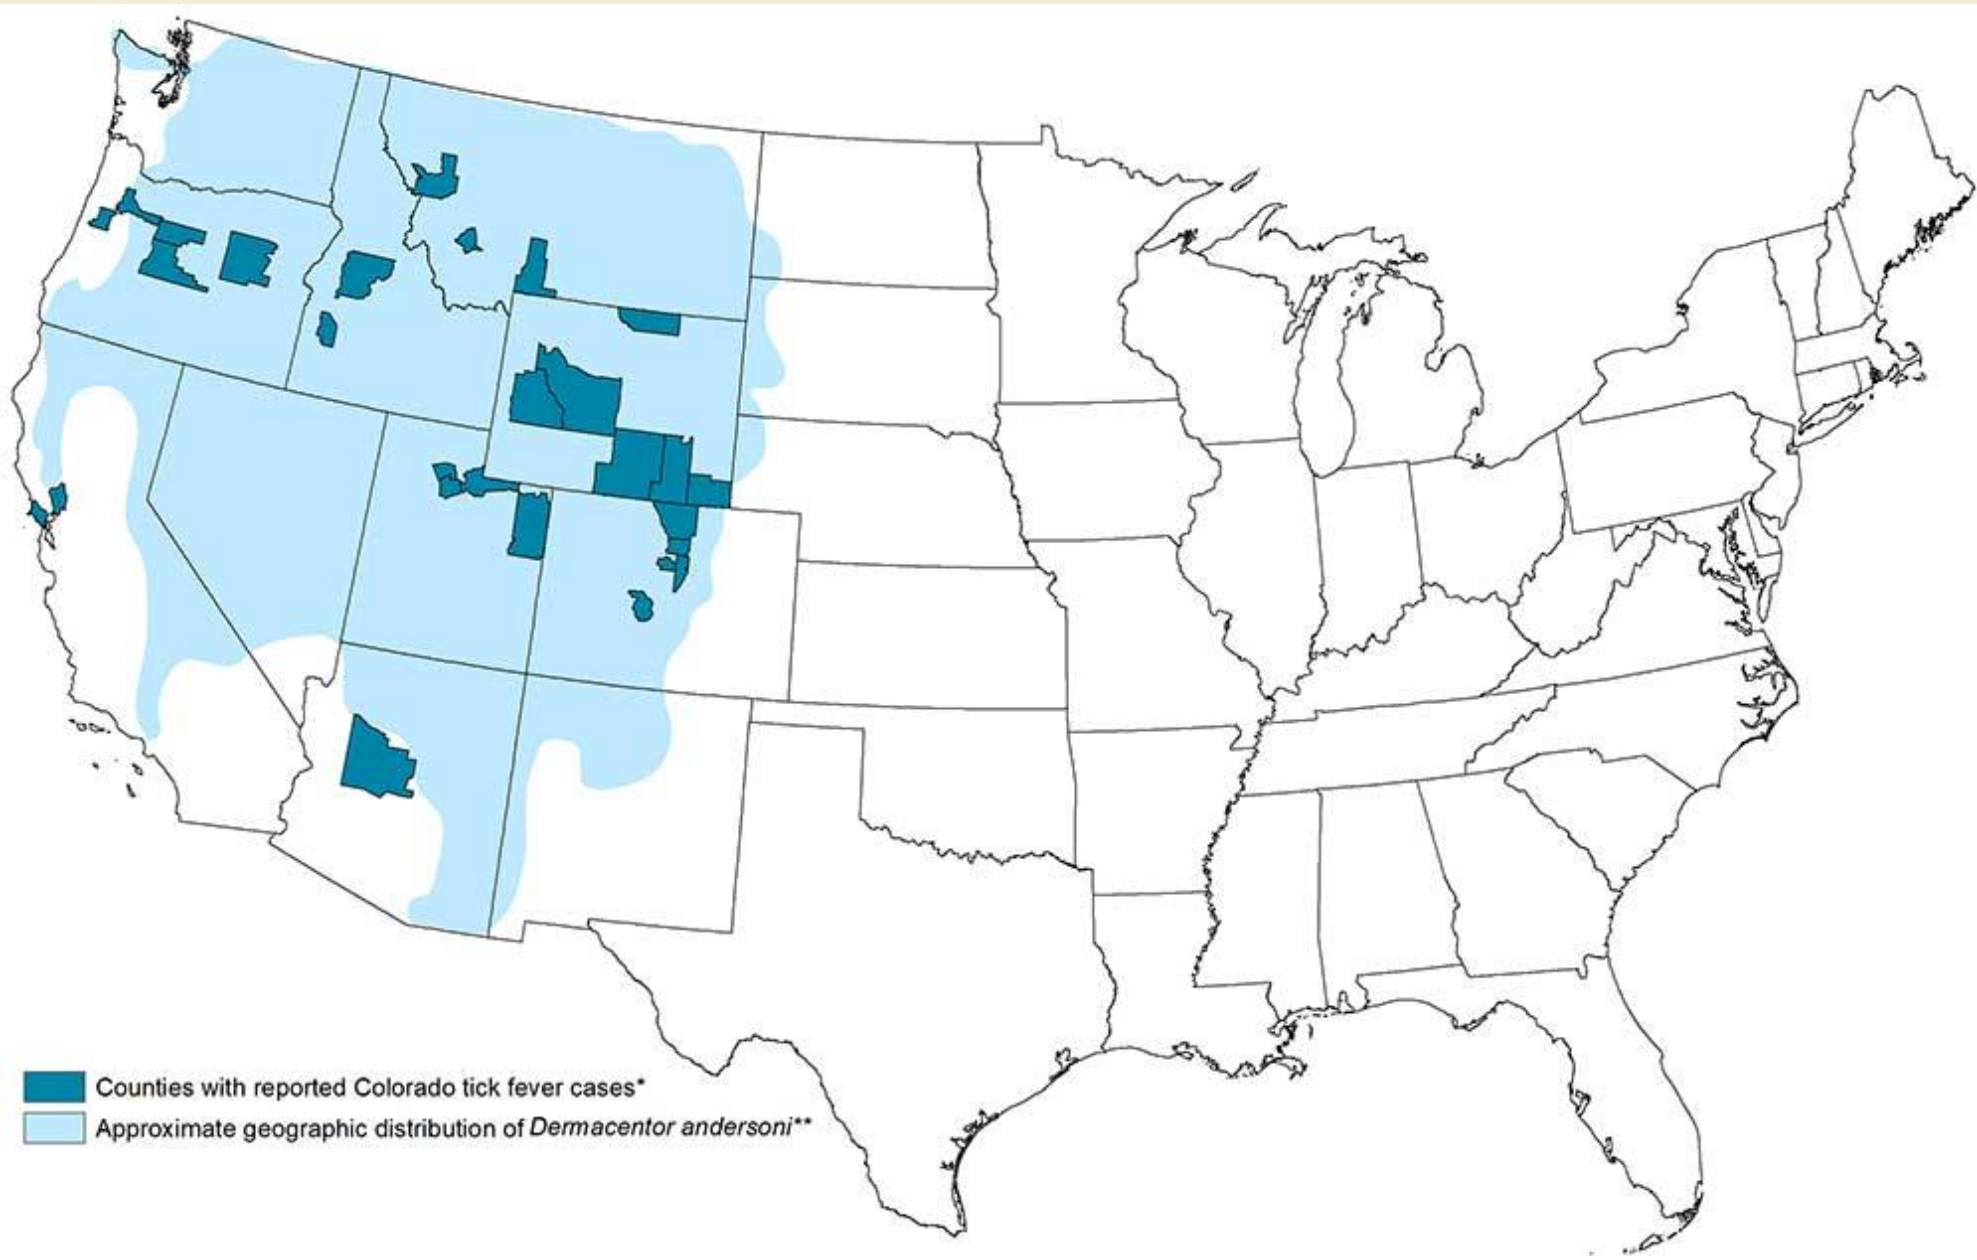 Counties with reported Colorado tick fever cases*
Approximate geographic distribution of Dermacentor andersoni**